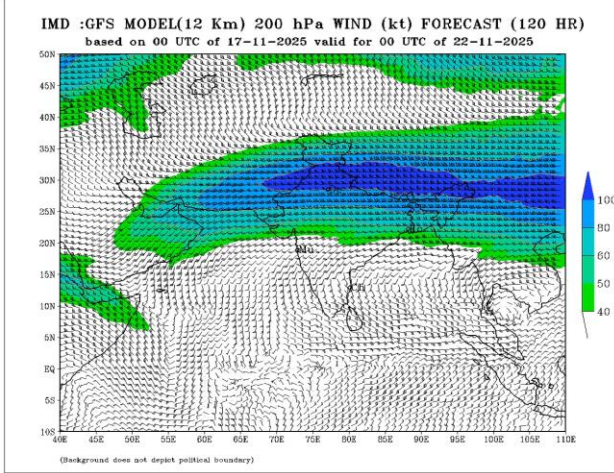 IMD :GFS MODEL(12 Km) 200 hPa WIND (kt) FORECAST (120 HR)
based on 00 UTC of 17-11-2025 valid for 00 UTC of 22-11-2025
50N
45N
40N
35N
30N
25N
20N
15N
10N
5N
EQ
5S
10S
40E 45E 50E 55E 60E 65E 70E 75E 80E 85E 90E 95E 100E 105E 110E
100
80
60
50
40
Mu
(Background does not depict political boundary)